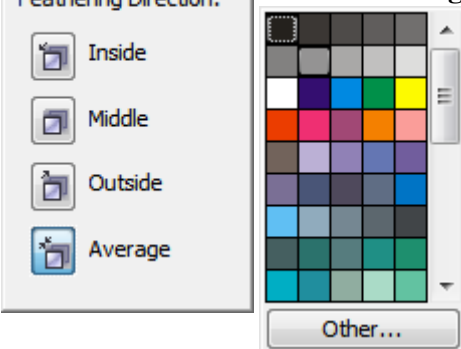 Feathering Direction:
Inside
Middle
Outside
Average
Other...